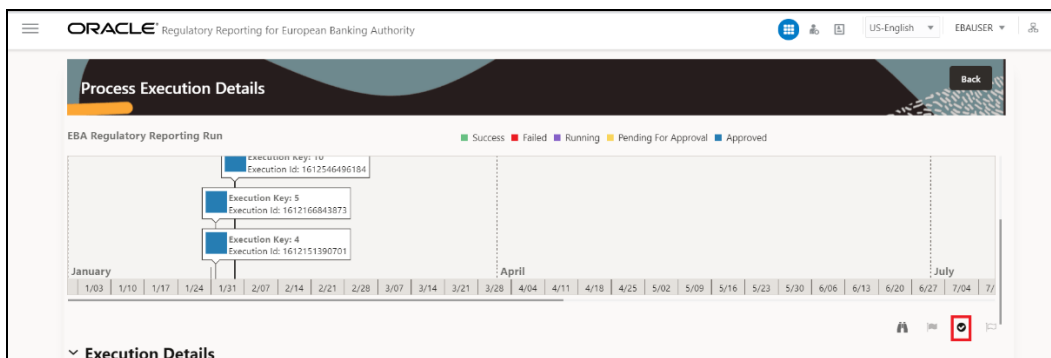 ORACLE® Regulatory Reporting for European Banking Authority
US-English
EBAUSER
Process Execution Details
Back
EBA Regulatory Reporting Run
Success Failed Running Pending For Approval Approved
Execution Key: 10
Execution Id: 1612546496184
Execution Key: 5
Execution Id: 1612166843873
Execution Key: 4
Execution Id: 1612151390701
January April July
1/03 1/10 1/17 1/24 1/31 2/07 2/14 2/21 2/28 3/07 3/14 3/21 3/28 4/04 4/11 4/18 4/25 5/02 5/09 5/16 5/23 5/30 6/06 6/13 6/20 6/27 7/04 7/
Execution Details